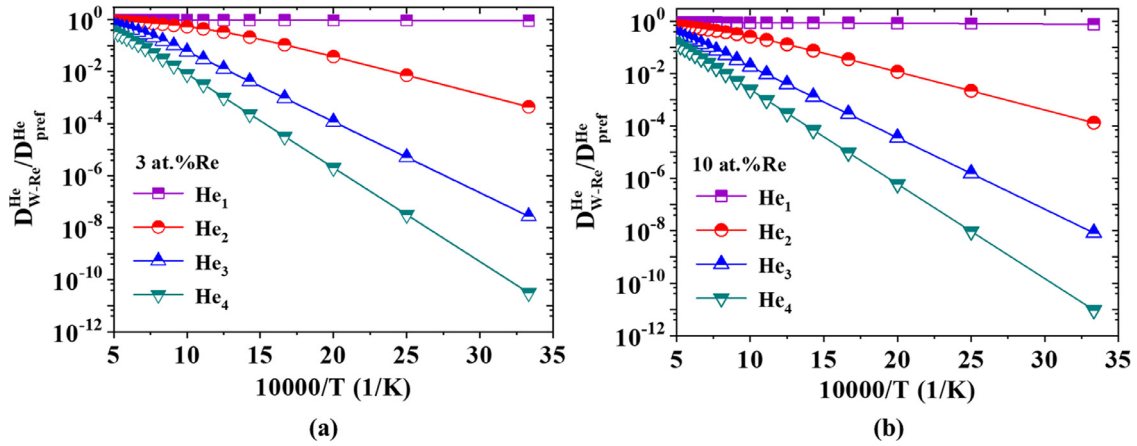 10⁰
10⁻²
10⁻⁴
10⁻⁶
10⁻⁸
10⁻¹⁰
10⁻¹²
D^He_W-Re/D^He_pref
3 at.%Re
He₁
He₂
He₃
He₄
5 10 15 20 25 30 35
10000/T (1/K)
(a)
10⁰
10⁻²
10⁻⁴
10⁻⁶
10⁻⁸
10⁻¹⁰
10⁻¹²
D^He_W-Re/D^He_pref
10 at.%Re
He₁
He₂
He₃
He₄
5 10 15 20 25 30 35
10000/T (1/K)
(b)